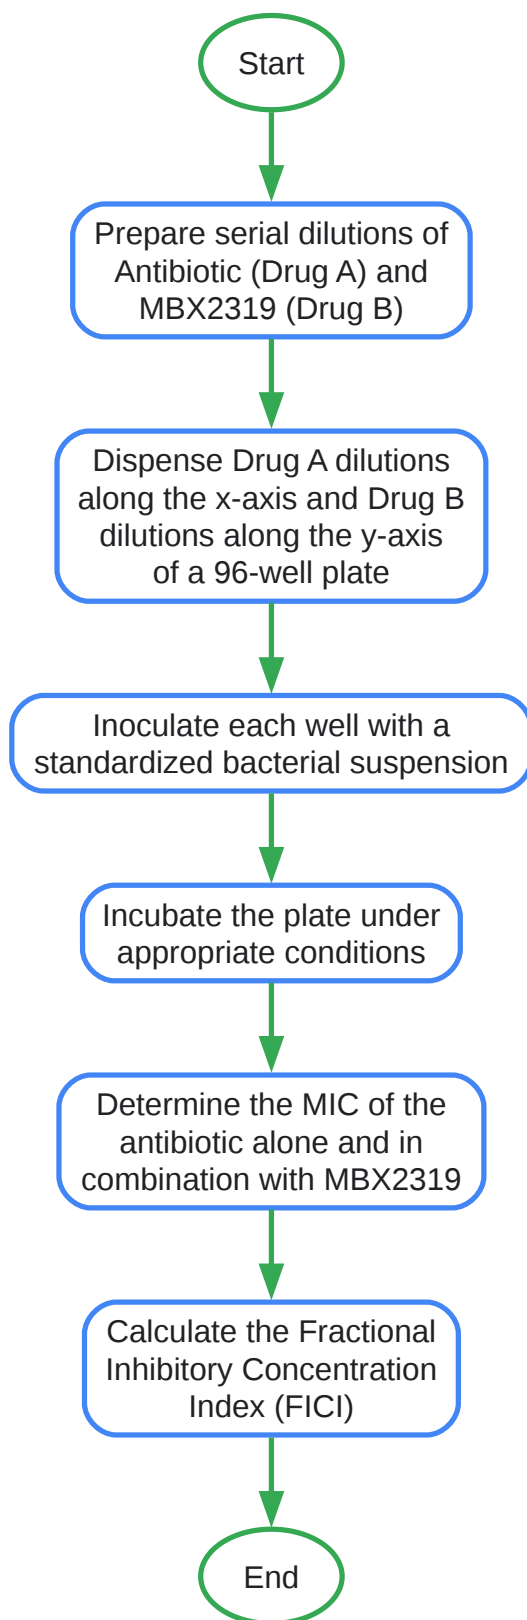 Start
Prepare serial dilutions of
Antibiotic (Drug A) and
MBX2319 (Drug B)
Dispense Drug A dilutions
along the x-axis and Drug B
dilutions along the y-axis
of a 96-well plate
Inoculate each well with a
standardized bacterial suspension
Incubate the plate under
appropriate conditions
Determine the MIC of the
antibiotic alone and in
combination with MBX2319
Calculate the Fractional
Inhibitory Concentration
Index (FICI)
End